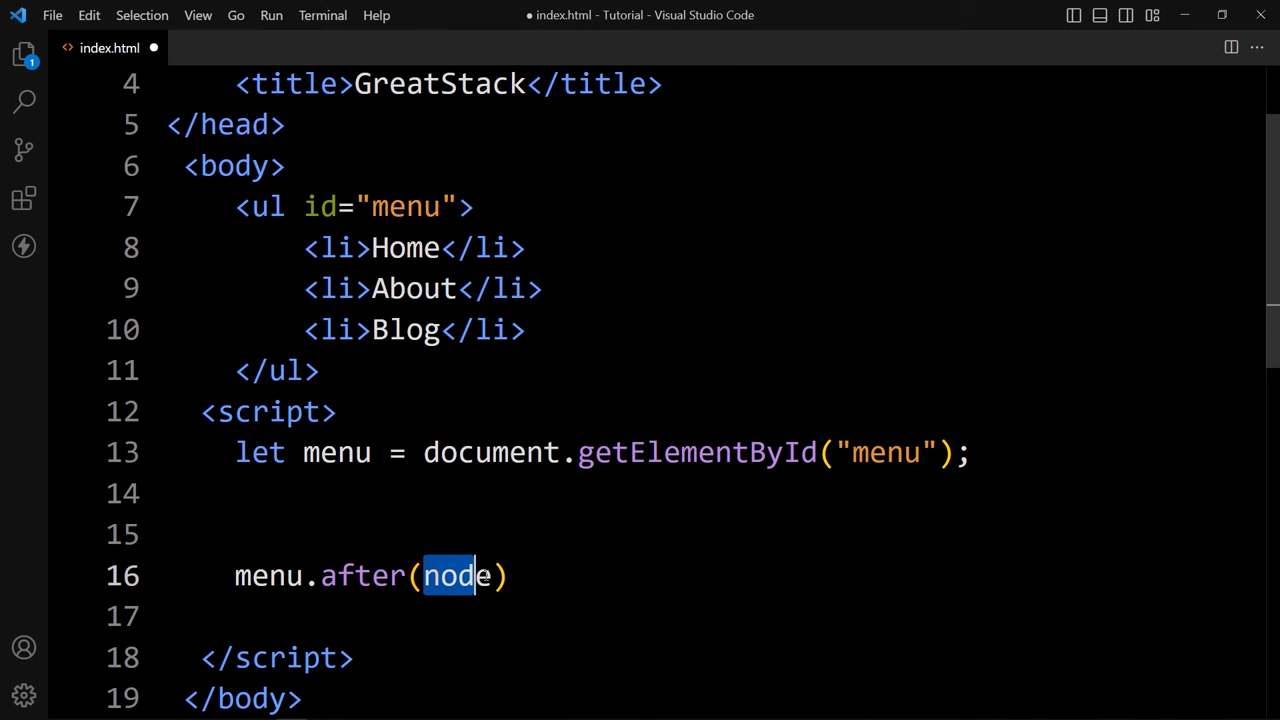 File Edit Selection View Go Run Terminal Help ● index.html - Tutorial - Visual Studio Code
<> index.html ●
1
4 <title>GreatStack</title>
5 </head>
6 <body>
7 <ul id="menu">
8 <li>Home</li>
9 <li>About</li>
10 <li>Blog</li>
11 </ul>
12 <script>
13 let menu = document.getElementById("menu");
14
15
16 menu.after(node)
17
18 </script>
19 </body>